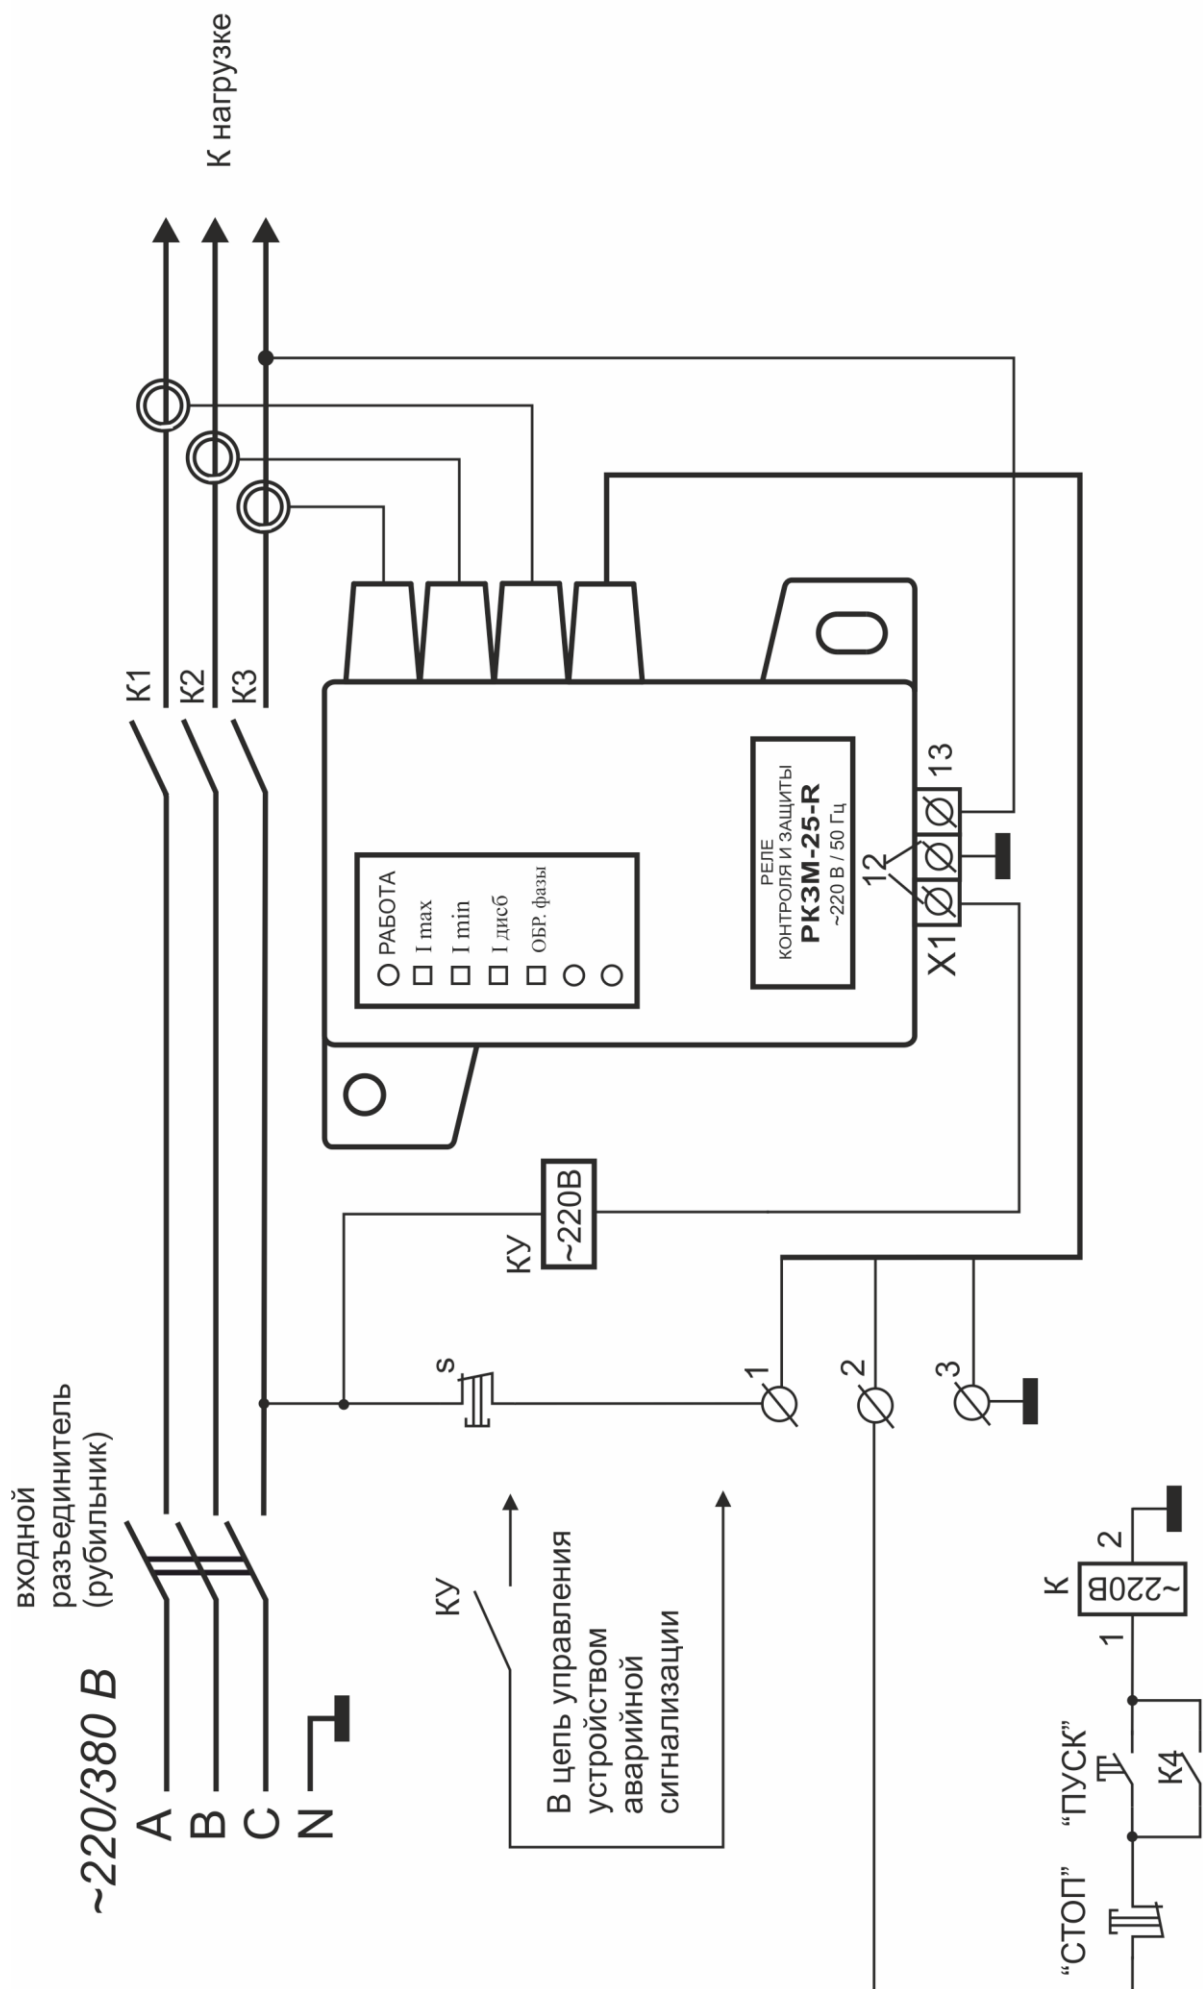 ~220/380 В
A
B
C
N
входной
разъединитель
(рубильник)
К1
К2
К3
К нагрузке
РАБОТА
I max
I min
I дисб
ОБР. фазы
РЕЛЕ
КОНТРОЛЯ И ЗАЩИТЫ
РКЗМ-25-R
~220 В / 50 Гц
X1
12
13
КУ
~220В
s
КУ
В цепь управления
устройством
аварийной
сигнализации
1
2
3
"СТОП"
"ПУСК"
К4
1
К
~220В
2